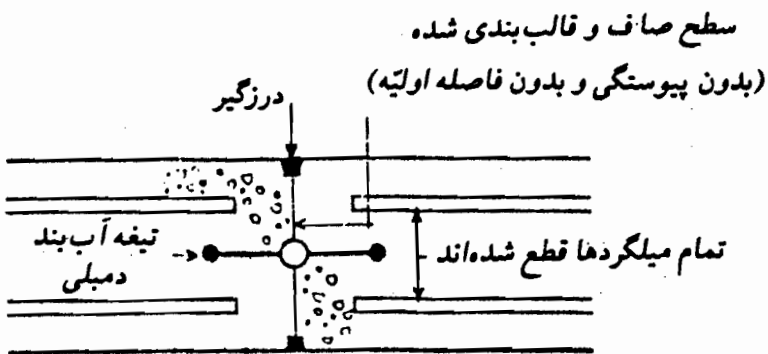 سطح صاف و قالب‌بندی شده
(بدون پیوستگی و بدون فاصله اولیّه)
درزگیر
تیغه آب‌بند
دمبلی
تمام میلگردها قطع شده‌اند